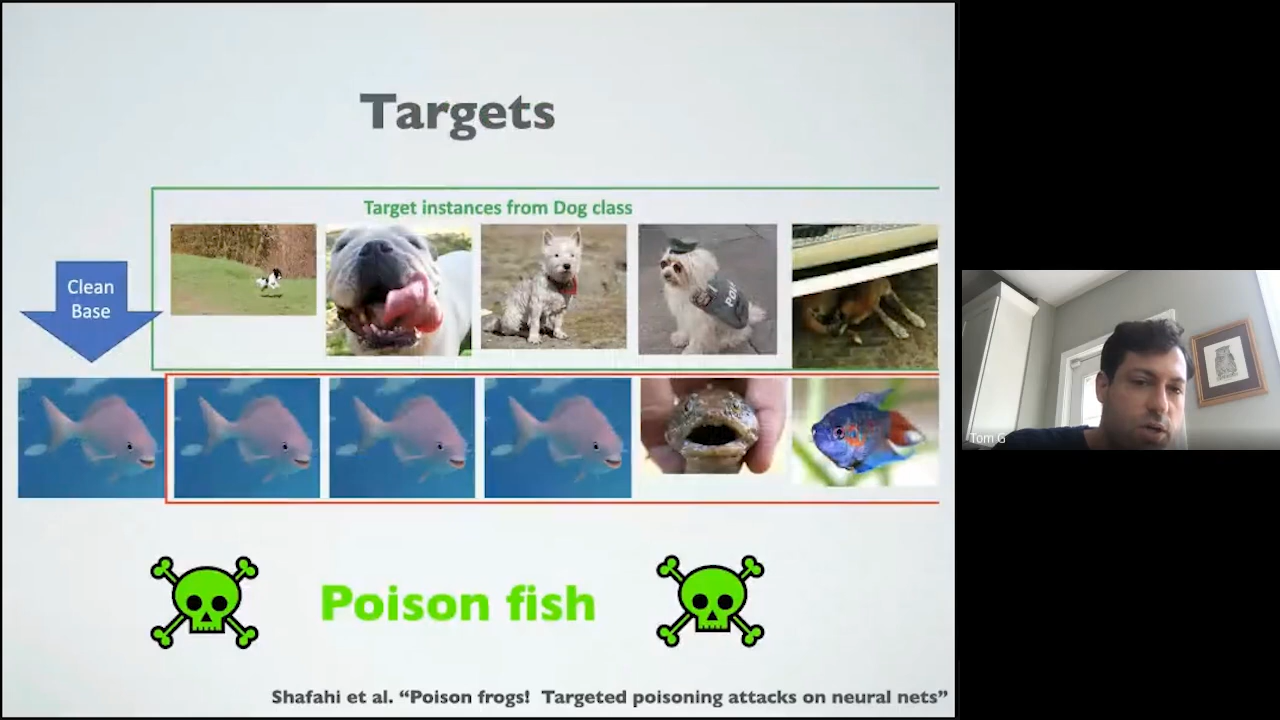 Targets
Target instances from Dog class
Clean
Base
Poison fish
Shafahi et al. “Poison frogs! Targeted poisoning attacks on neural nets”
Tom G